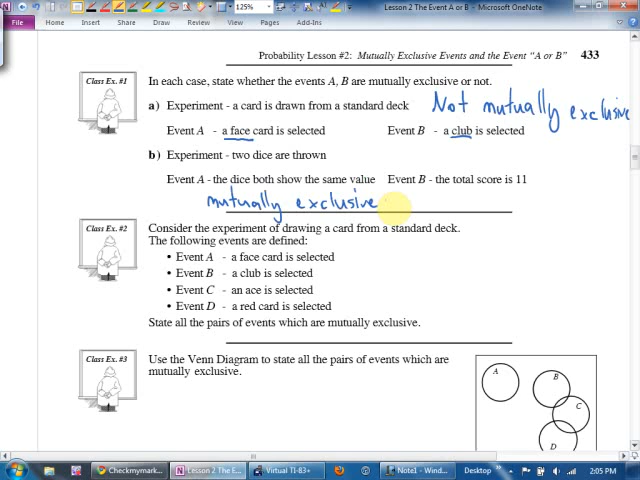 Lesson 2 The Event A or B - Microsoft OneNote
File Home Insert Share Draw Review View Add-Ins
125%
Probability Lesson #2: Mutually Exclusive Events and the Event "A or B" 433
Class Ex. #1
In each case, state whether the events A, B are mutually exclusive or not.
a) Experiment - a card is drawn from a standard deck
Not mutually exclusive
Event A - a face card is selected Event B - a club is selected
b) Experiment - two dice are thrown
Event A - the dice both show the same value Event B - the total score is 11
mutually exclusive
Class Ex. #2
Consider the experiment of drawing a card from a standard deck.
The following events are defined:
• Event A - a face card is selected
• Event B - a club is selected
• Event C - an ace is selected
• Event D - a red card is selected
State all the pairs of events which are mutually exclusive.
Class Ex. #3
Use the Venn Diagram to state all the pairs of events which are
mutually exclusive.
A
B
C
D
Checkmymark... Lesson 2 The E... Virtual TI-83+ Note1 - Wind... Desktop » 2:05 PM